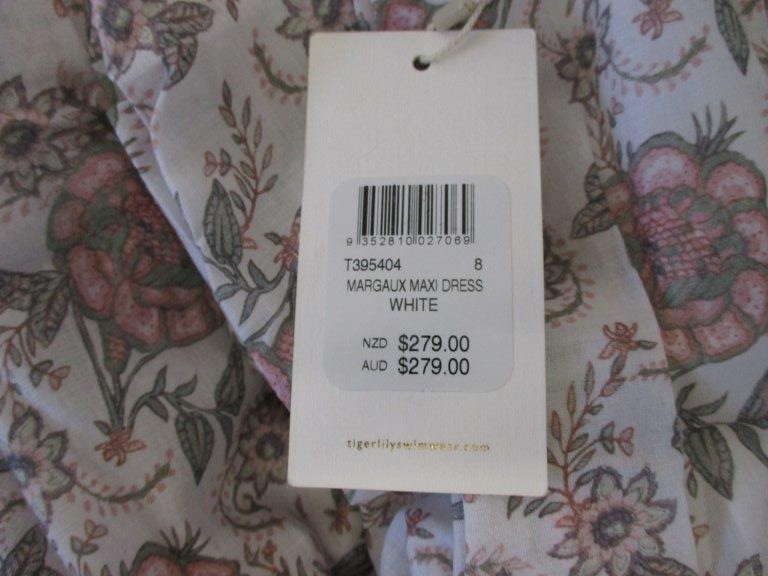 9 352810 027069
T395404 8
MARGAUX MAXI DRESS
WHITE
NZD $279.00
AUD $279.00
tigerlilyswimwear.com